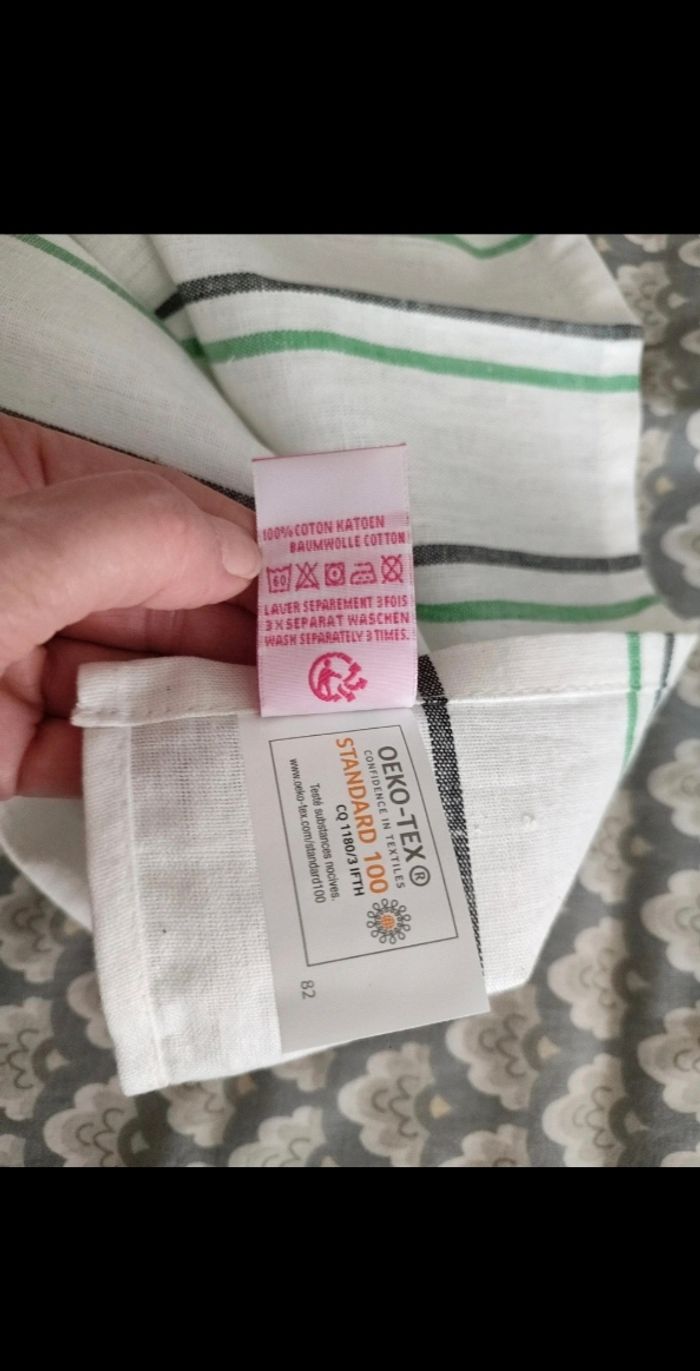 100% COTON KATOEN
BAUMWOLLE COTTON
60
LAVER SEPAREMENT 3 FOIS
3 X SEPARAT WASCHEN
WASH SEPARATELY 3 TIMES.
OEKO-TEX®
CONFIDENCE IN TEXTILES
STANDARD 100
CQ 1180/3 IFTH
Testé substances nocives.
www.oeko-tex.com/standard100
82